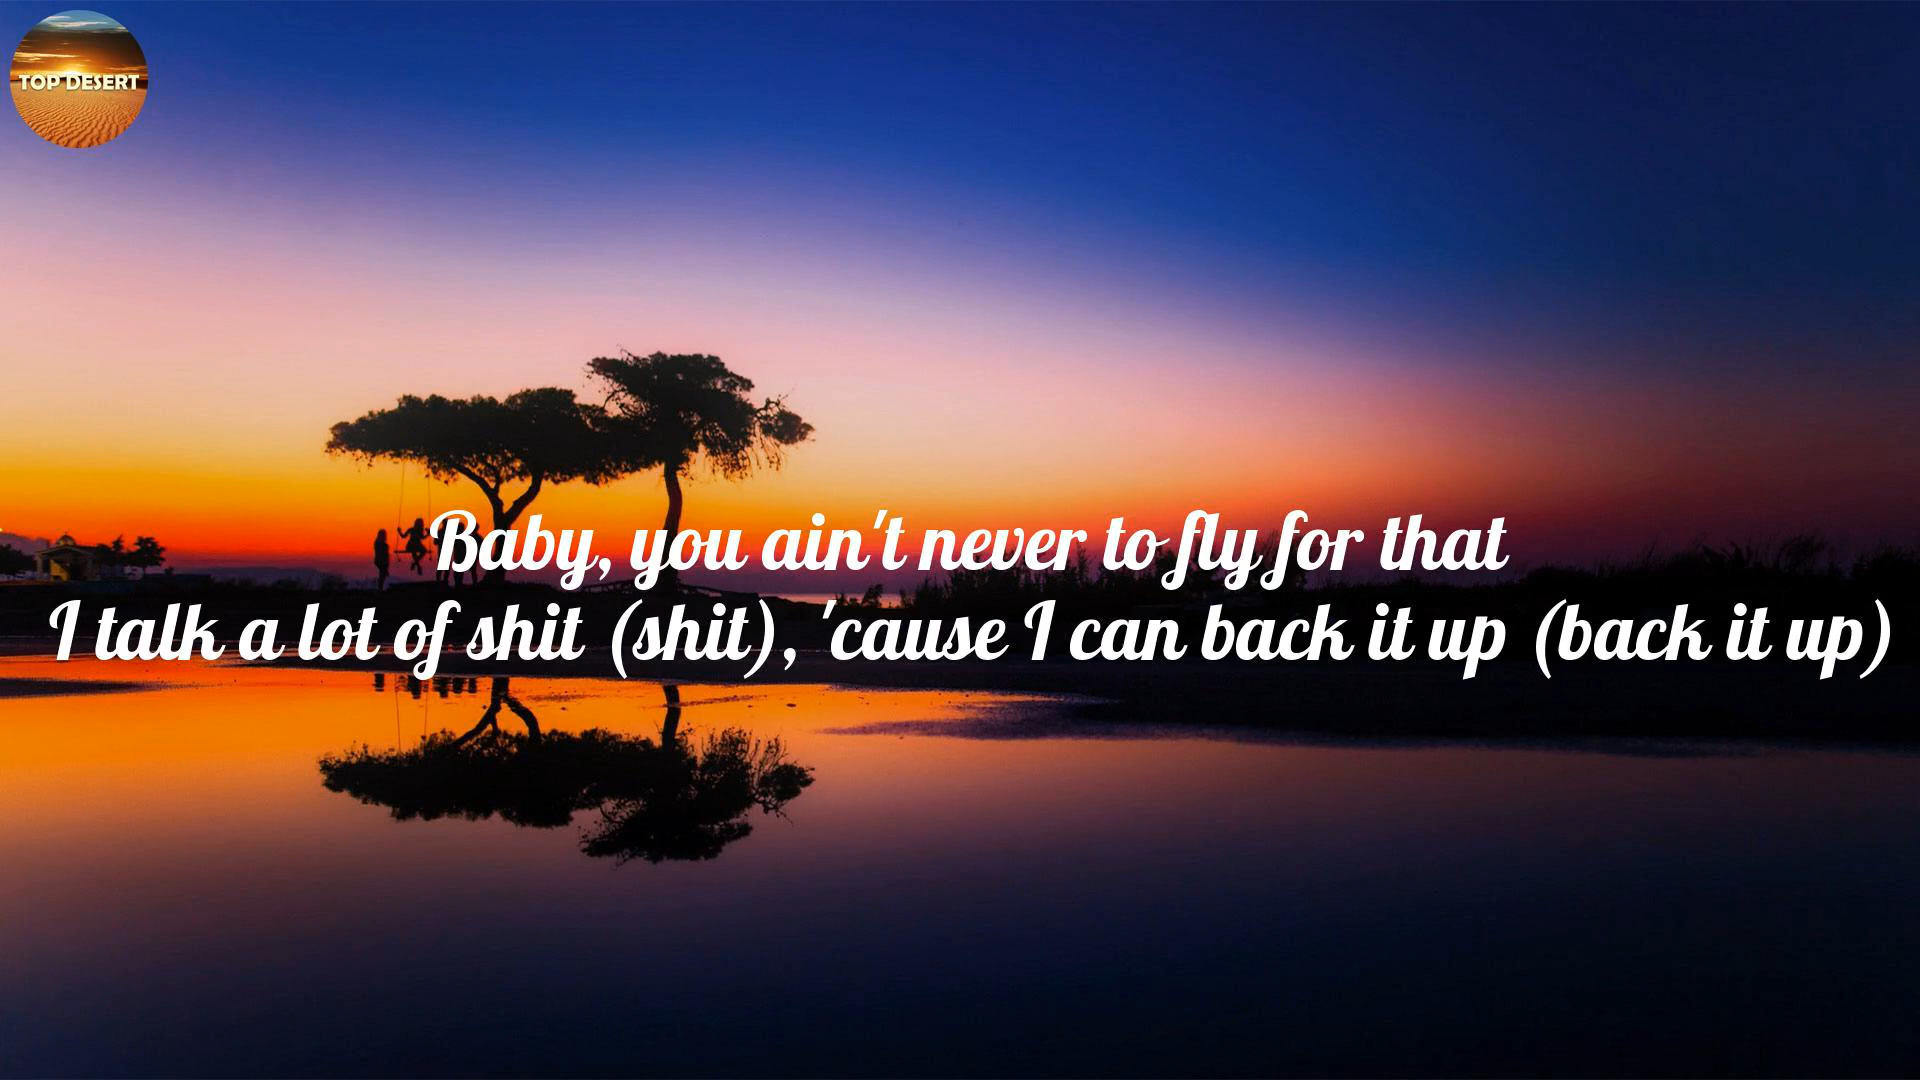 TOP DESERT
Baby, you ain't never to fly for that
I talk a lot of shit (shit), 'cause I can back it up (back it up)